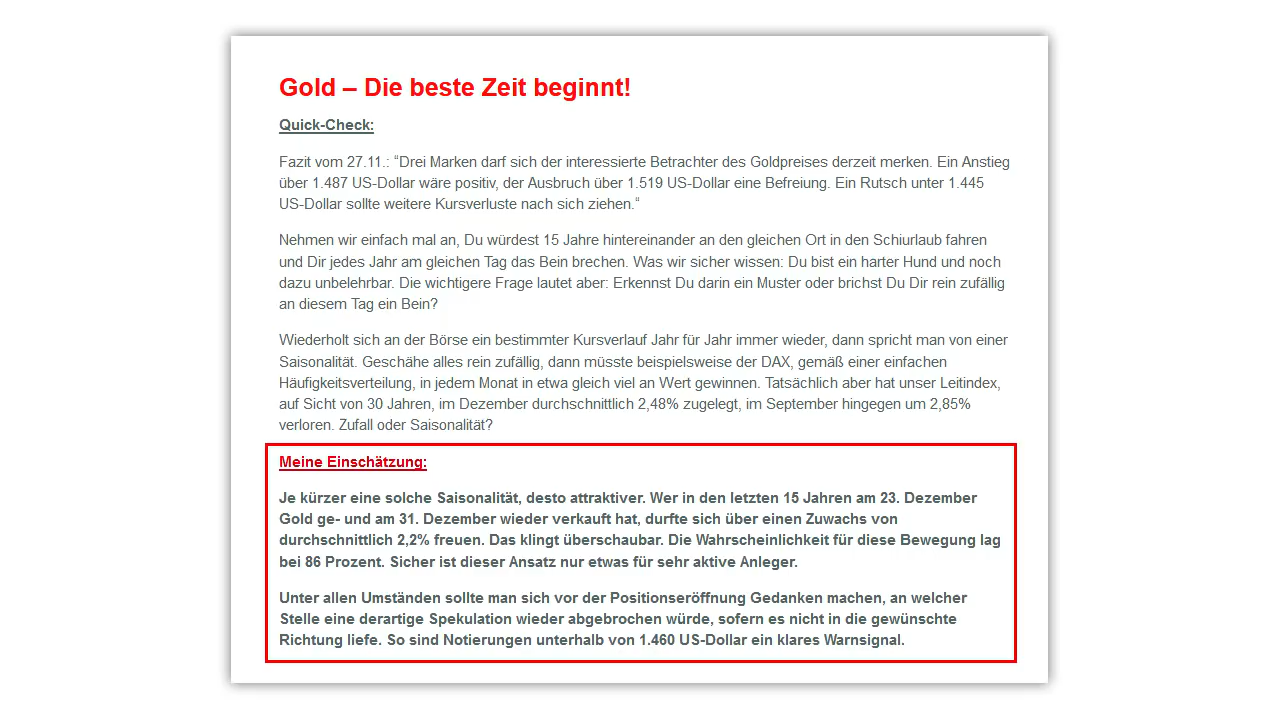 Gold – Die beste Zeit beginnt!
Quick-Check:
Fazit vom 27.11.: “Drei Marken darf sich der interessierte Betrachter des Goldpreises derzeit merken. Ein Anstieg
über 1.487 US-Dollar wäre positiv, der Ausbruch über 1.519 US-Dollar eine Befreiung. Ein Rutsch unter 1.445
US-Dollar sollte weitere Kursverluste nach sich ziehen.“
Nehmen wir einfach mal an, Du würdest 15 Jahre hintereinander an den gleichen Ort in den Schiurlaub fahren
und Dir jedes Jahr am gleichen Tag das Bein brechen. Was wir sicher wissen: Du bist ein harter Hund und noch
dazu unbelehrbar. Die wichtigere Frage lautet aber: Erkennst Du darin ein Muster oder brichst Du Dir rein zufällig
an diesem Tag ein Bein?
Wiederholt sich an der Börse ein bestimmter Kursverlauf Jahr für Jahr immer wieder, dann spricht man von einer
Saisonalität. Geschähe alles rein zufällig, dann müsste beispielsweise der DAX, gemäß einer einfachen
Häufigkeitsverteilung, in jedem Monat in etwa gleich viel an Wert gewinnen. Tatsächlich aber hat unser Leitindex,
auf Sicht von 30 Jahren, im Dezember durchschnittlich 2,48% zugelegt, im September hingegen um 2,85%
verloren. Zufall oder Saisonalität?
Meine Einschätzung:
Je kürzer eine solche Saisonalität, desto attraktiver. Wer in den letzten 15 Jahren am 23. Dezember
Gold ge- und am 31. Dezember wieder verkauft hat, durfte sich über einen Zuwachs von
durchschnittlich 2,2% freuen. Das klingt überschaubar. Die Wahrscheinlichkeit für diese Bewegung lag
bei 86 Prozent. Sicher ist dieser Ansatz nur etwas für sehr aktive Anleger.
Unter allen Umständen sollte man sich vor der Positionseröffnung Gedanken machen, an welcher
Stelle eine derartige Spekulation wieder abgebrochen würde, sofern es nicht in die gewünschte
Richtung liefe. So sind Notierungen unterhalb von 1.460 US-Dollar ein klares Warnsignal.